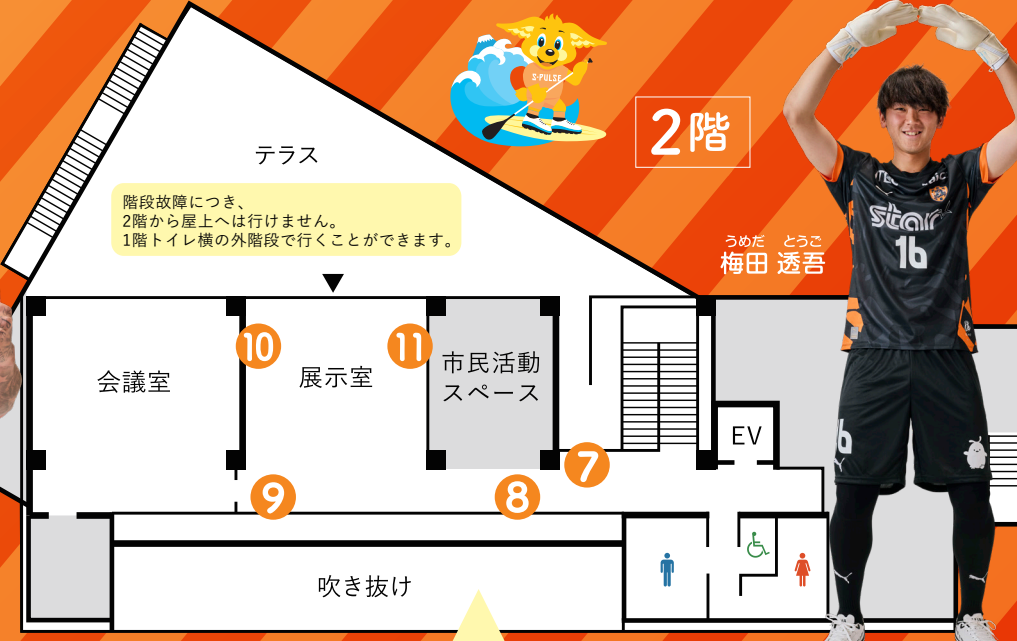 S-PULSE
2階
テラス
階段故障につき、
2階から屋上へは行けません。
1階トイレ横の外階段で行くことができます。
うめだ とうご
梅田 透吾
star
16
10
11
会議室
展示室
市民活動
スペース
EV
16
7
9
8
吹き抜け